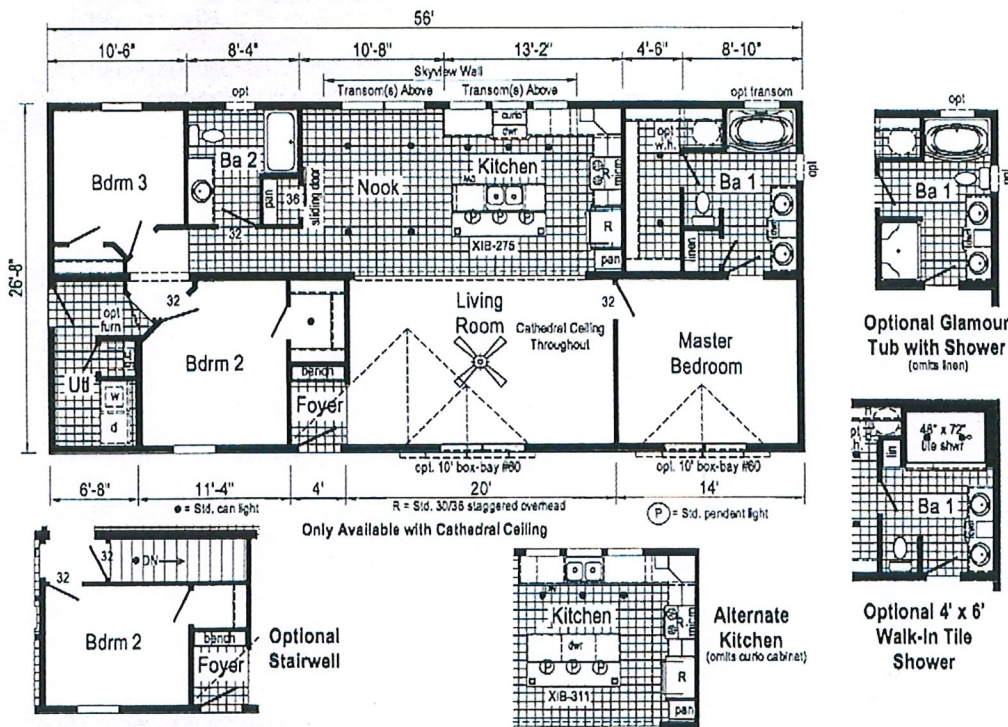 56'
10'-6"
8'-4"
10'-8"
13'-2"
4'-6"
8'-10"
Skyview Wall
opt
Transom(s) Above
Transom(s) Above
opt transom
curio
dwr
opt w.h.
opt
Bdrm 3
Ba 2
pan
36
sliding door
Nook
Kitchen
micro
Ba 1
32
P P P
R
XIB-275
pan
linen
dwr
26'-8"
opt furn
32
Utl
w
d
Bdrm 2
bench
Foyer
Living Room
Cathedral Ceiling Throughout
32
Master Bedroom
opt. 10' box-bay #60
opt. 10' box-bay #60
6'-8"
11'-4"
4'
20'
14'
● = Std. can light
R = Std. 30/36 staggered overhead
P = Std. pendent light
Only Available with Cathedral Ceiling
32
32
DN
Bdrm 2
bench
Foyer
Optional Stairwell
Kitchen
dwr
P P P
XIB-311
R
micro
R
pan
Alternate Kitchen
(omits curio cabinet)
opt
opt
Ba 1
dwr
Optional Glamour
Tub with Shower
(omits linen)
48" x 72"
tile shwr
lin
Ba 1
Optional 4' x 6'
Walk-In Tile
Shower